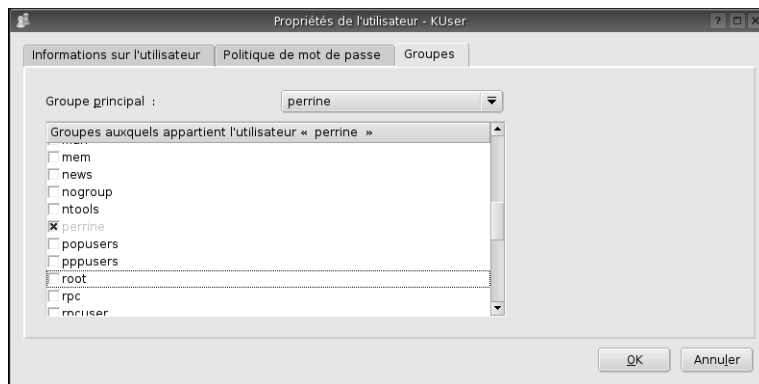 Propriétés de l'utilisateur - KUser
Informations sur l'utilisateur Politique de mot de passe Groupes
Groupe principal : perrine
Groupes auxquels appartient l'utilisateur « perrine »
mem
news
nogroup
ntools
perrine
popusers
pppusers
root
rpc
rpcuser
OK Annuler